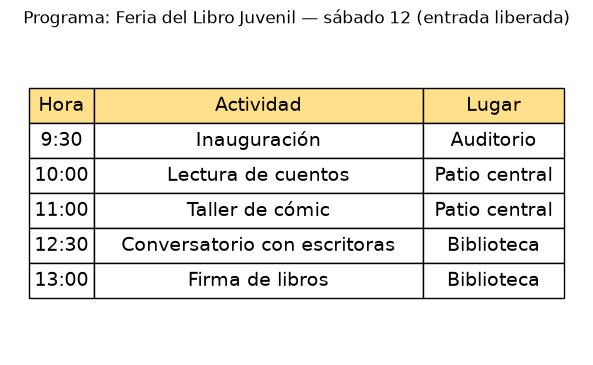 Programa: Feria del Libro Juvenil — sábado 12 (entrada liberada)
Hora Actividad Lugar
9:30 Inauguración Auditorio
10:00 Lectura de cuentos Patio central
11:00 Taller de cómic Patio central
12:30 Conversatorio con escritoras Biblioteca
13:00 Firma de libros Biblioteca